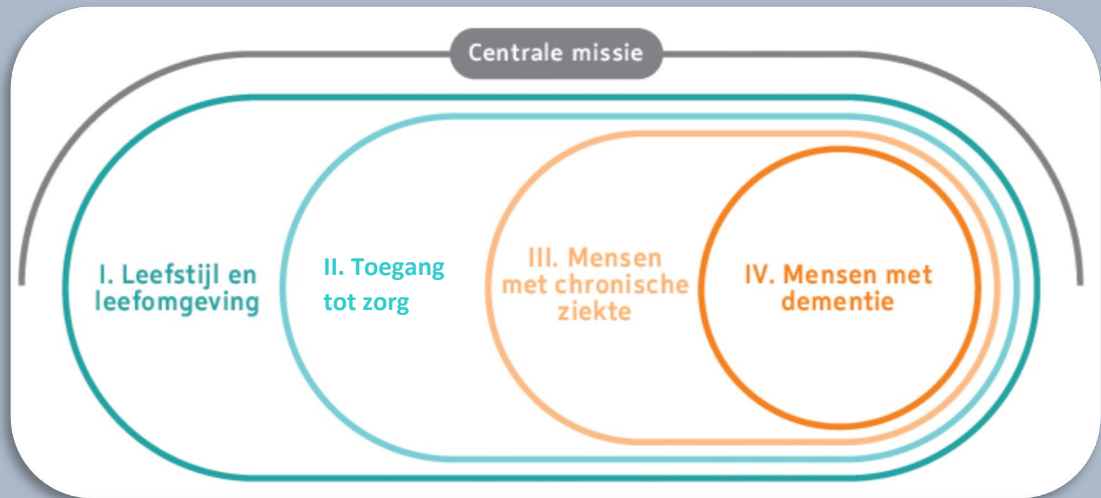 Centrale missie
I. Leefstijl en
leefomgeving
II. Toegang
tot zorg
III. Mensen
met chronische
ziekte
IV. Mensen met
dementie